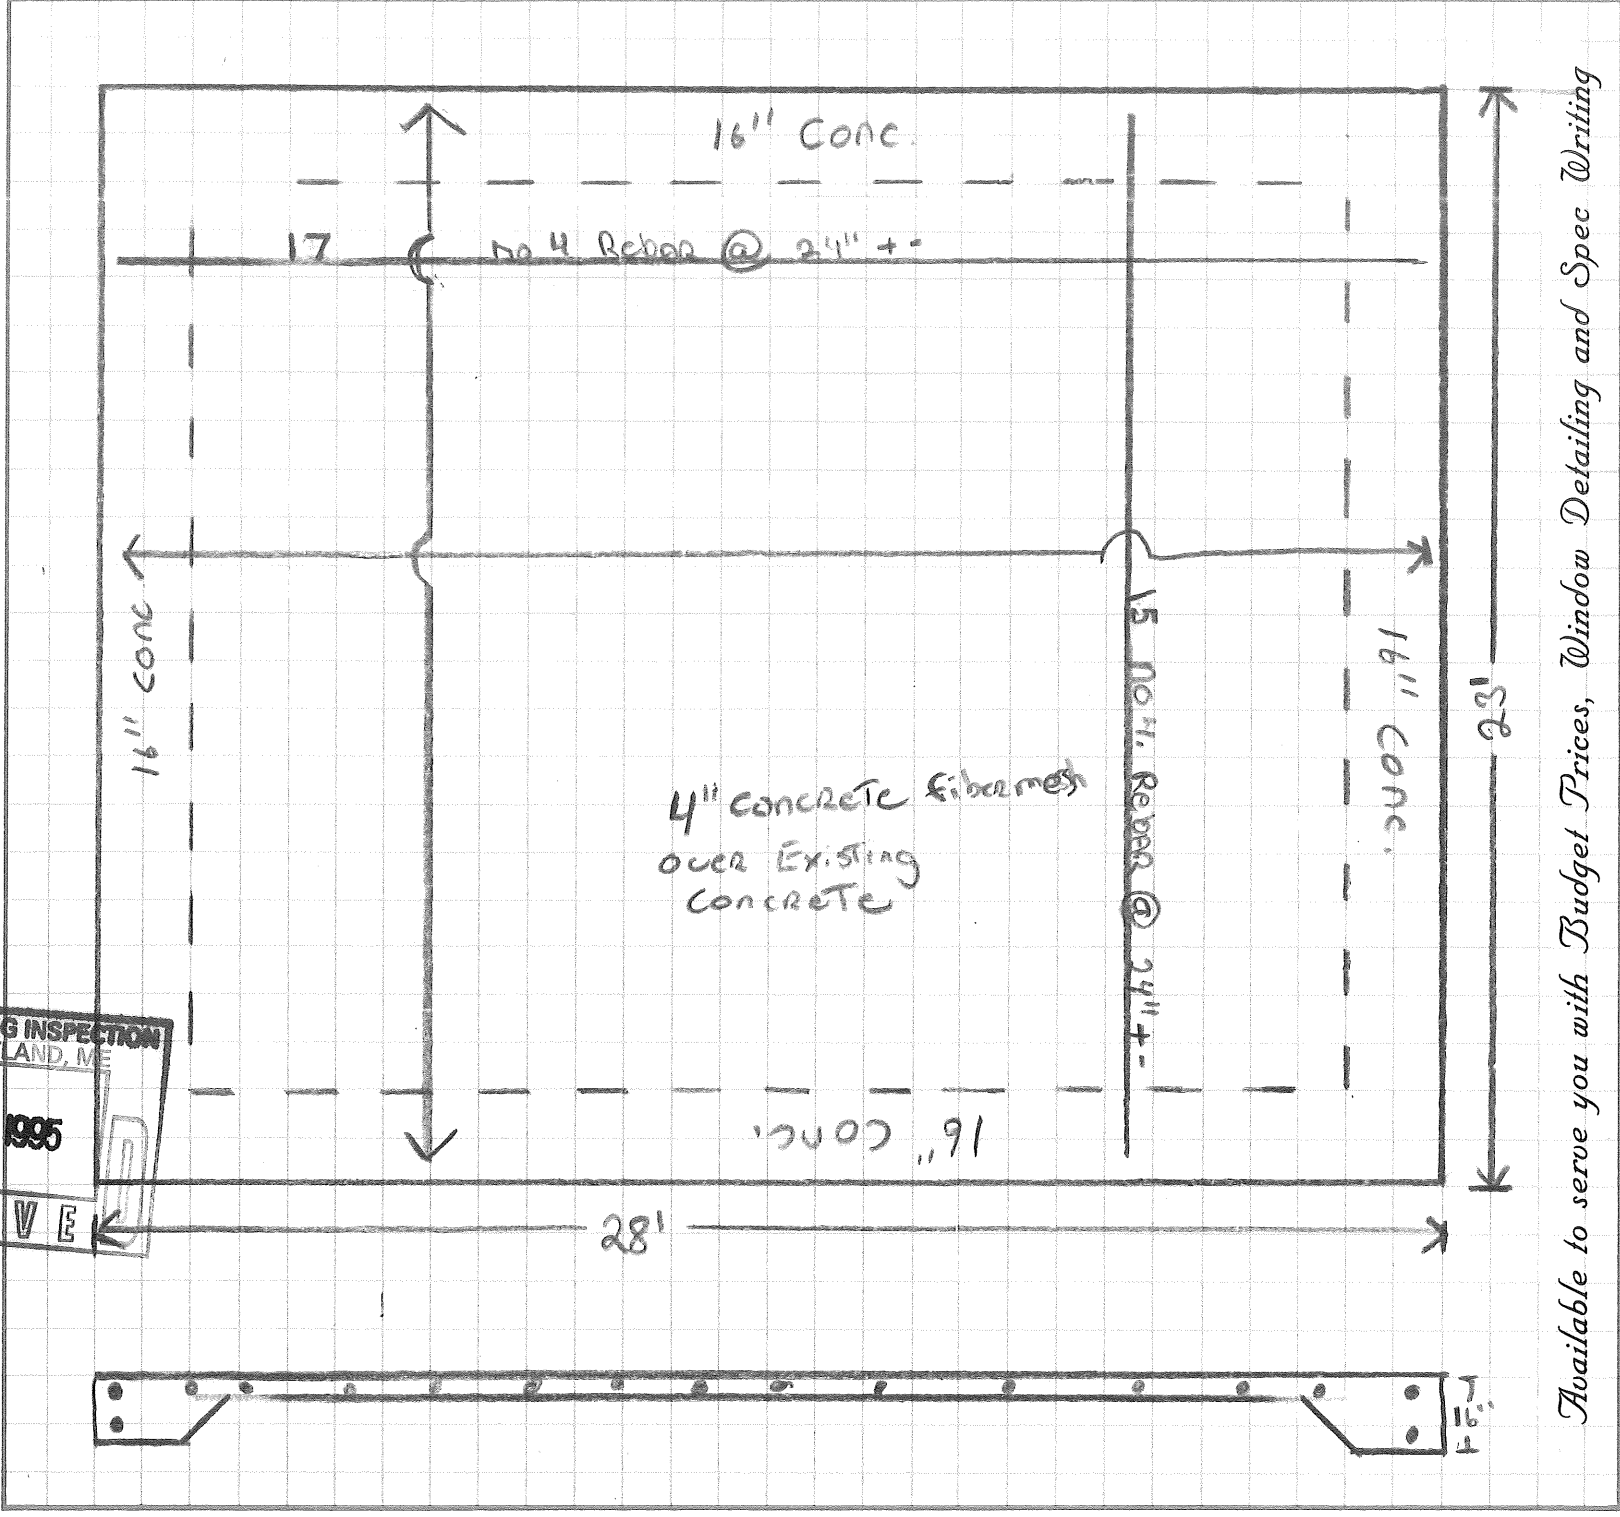 16" Conc.
17 no 4 Rebar @ 24" + -
16" conc
15 no 4. Rebar @ 24" + -
16" conc.
23'
4" concrete fibermesh
over Existing
concrete
16" conc.
28'
16"
G INSPECTION
LAND, ME
1995
V E D
Available to serve you with Budget Prices, Window Detailing and Spec Writing